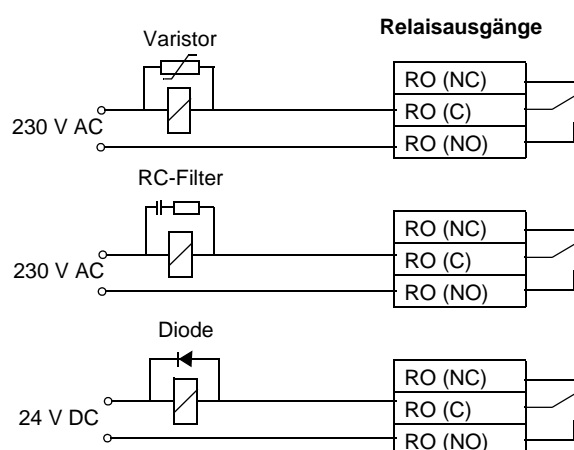 Relaisausgänge
Varistor
RO (NC)
RO (C)
RO (NO)
230 V AC
RC-Filter
RO (NC)
RO (C)
RO (NO)
230 V AC
Diode
RO (NC)
RO (C)
RO (NO)
24 V DC